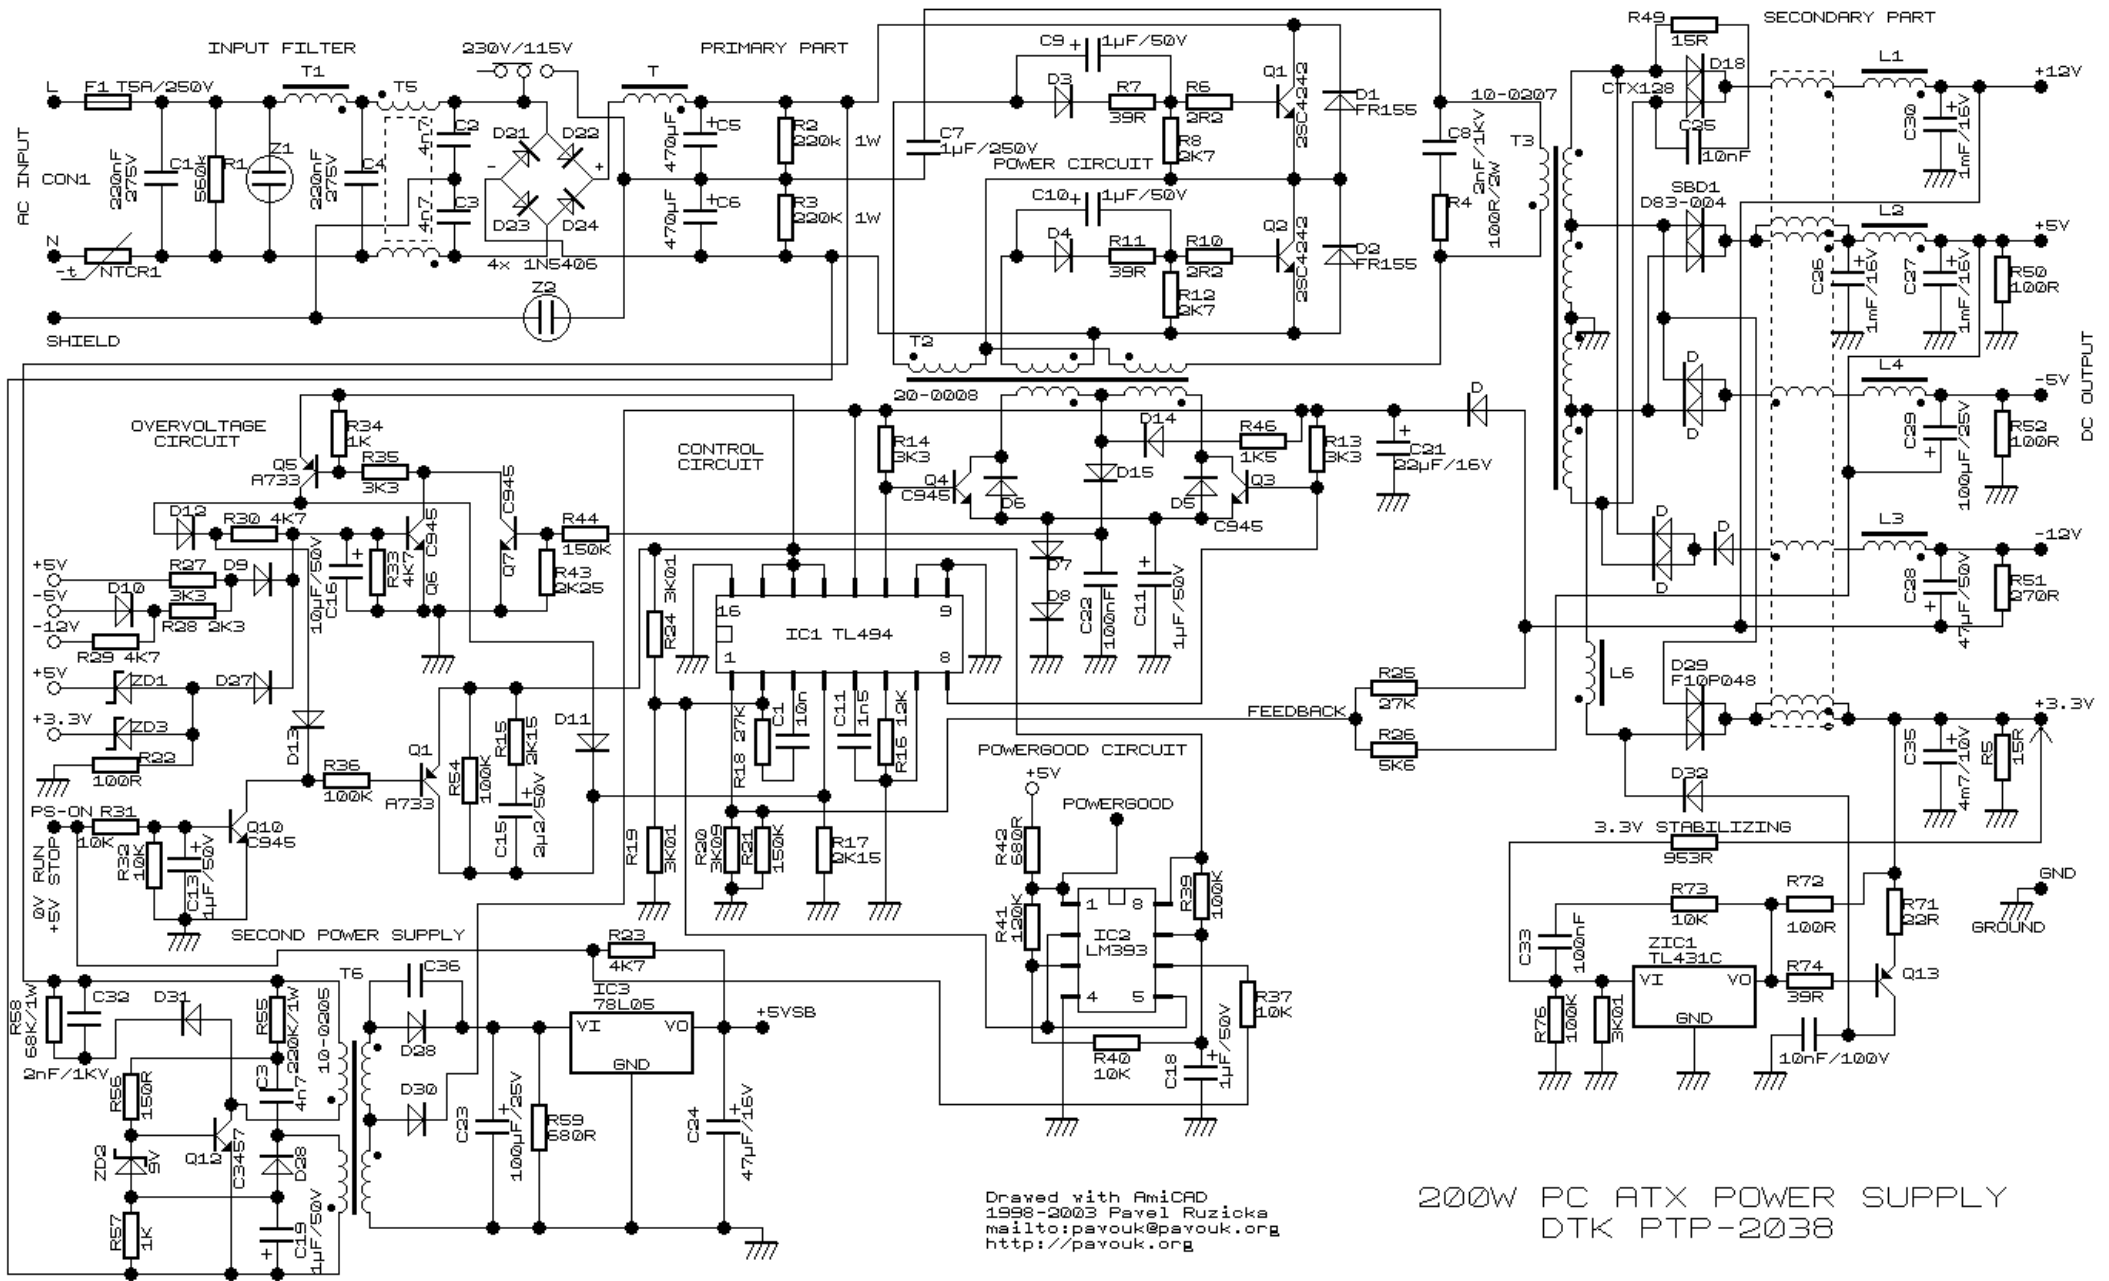 INPUT FILTER
230V/115V
PRIMARY PART
C9
+
1µF/50V
R49
15R
SECONDARY PART
L
F1 T5A/250V
T1
T5
T
D3
R7
39R
R6
2R2
Q1
2SC4242
D1
FR155
10-0207
D18
CTX128
L1
+12V
AC INPUT
CON1
220nF
275V
C1
560k
R1
Z1
220nF
275V
C4
4n7
C2
D21
D22
-
+
470µF
+
C5
R2
220k 1W
C7
1µF/250V
R8
2K7
POWER CIRCUIT
C8
2nF/1KV
T3
C25
10nF
C30
+
1mF/16V
4n7
C3
D23
D24
470µF
+
C6
R3
220K 1W
C10
+
1µF/50V
R4
100R/2W
SBD1
D83-004
L2
+5V
N
-t
NTCR1
4x 1N5406
D4
R11
39R
R10
2R2
Q2
2SC4242
D2
FR155
C26
+
1mF/16V
C27
+
1mF/16V
R50
100R
Z2
R12
2K7
SHIELD
T2
20-0008
D
D
L4
-5V
DC OUTPUT
OVERVOLTAGE
CIRCUIT
R34
1K
CONTROL
CIRCUIT
R14
3K3
D14
R46
1K5
R13
3K3
D
+
C21
22µF/16V
C29
+
100µF/25V
R52
100R
Q5
A733
R35
3K3
C945
Q4
C945
D6
D15
D5
Q3
C945
D12
R30 4K7
C945
Q6
Q7
R44
150K
D
D
D
L3
-12V
+5V
R27
3K3
D9
+
C16
10µF/50V
R33
4K7
R43
2K25
3K01
R24
D7
D10
-5V
R28 2K3
D8
C22
100nF
C11
+
1µF/50V
C28
+
47µF/50V
R51
270R
-12V
R29 4K7
16
9
IC1 TL494
1
8
+5V
ZD1
D27
R25
27K
L6
D29
F10P048
+3.3V
ZD3
R22
100R
D13
Q1
A733
R36
100K
R54
100K
R15
2K15
D11
R18 27K
C1
10n
C11
1n5
R16 12K
FEEDBACK
R26
5K6
+3.3V
POWERGOOD CIRCUIT
+5V
C35
+
4m7/10V
R5
15R
D32
PS-ON
R31
10K
Q10
C945
C15
+
2µ2/50V
R19
3K01
R20
3K09
R21
150K
R17
2K15
POWERGOOD
R42
680R
3.3V STABILIZING
953R
0V RUN
+5V STOP
R32
10K
C13
+
1µF/50V
R41
120K
1
8
IC2
LM393
4
5
R39
100K
R73
10K
R72
100R
R71
22R
GND
GROUND
SECOND POWER SUPPLY
R23
4K7
C33
100nF
ZIC1
TL431C
VI
VO
GND
R74
39R
Q13
R58
68K/1W
C32
2nF/1KV
D31
R55
220K/1W
T6
10-0205
C36
D28
IC3
78L05
VI
VO
GND
+5VSB
R37
10K
R76
100K
3K01
10nF/100V
R56
150R
C3
4n7
D30
R40
10K
C18
+
1µF/50V
ZD2
9V
Q12
C3457
D28
C23
+
100µF/25V
R59
680R
C24
+
47µF/16V
R57
1K
C19
+
1µF/50V
Drawed with AmiCAD
1998-2003 Pavel Ruzicka
mailto:pavouk@pavouk.org
http://pavouk.org
200W PC ATX POWER SUPPLY
DTK PTP-2038